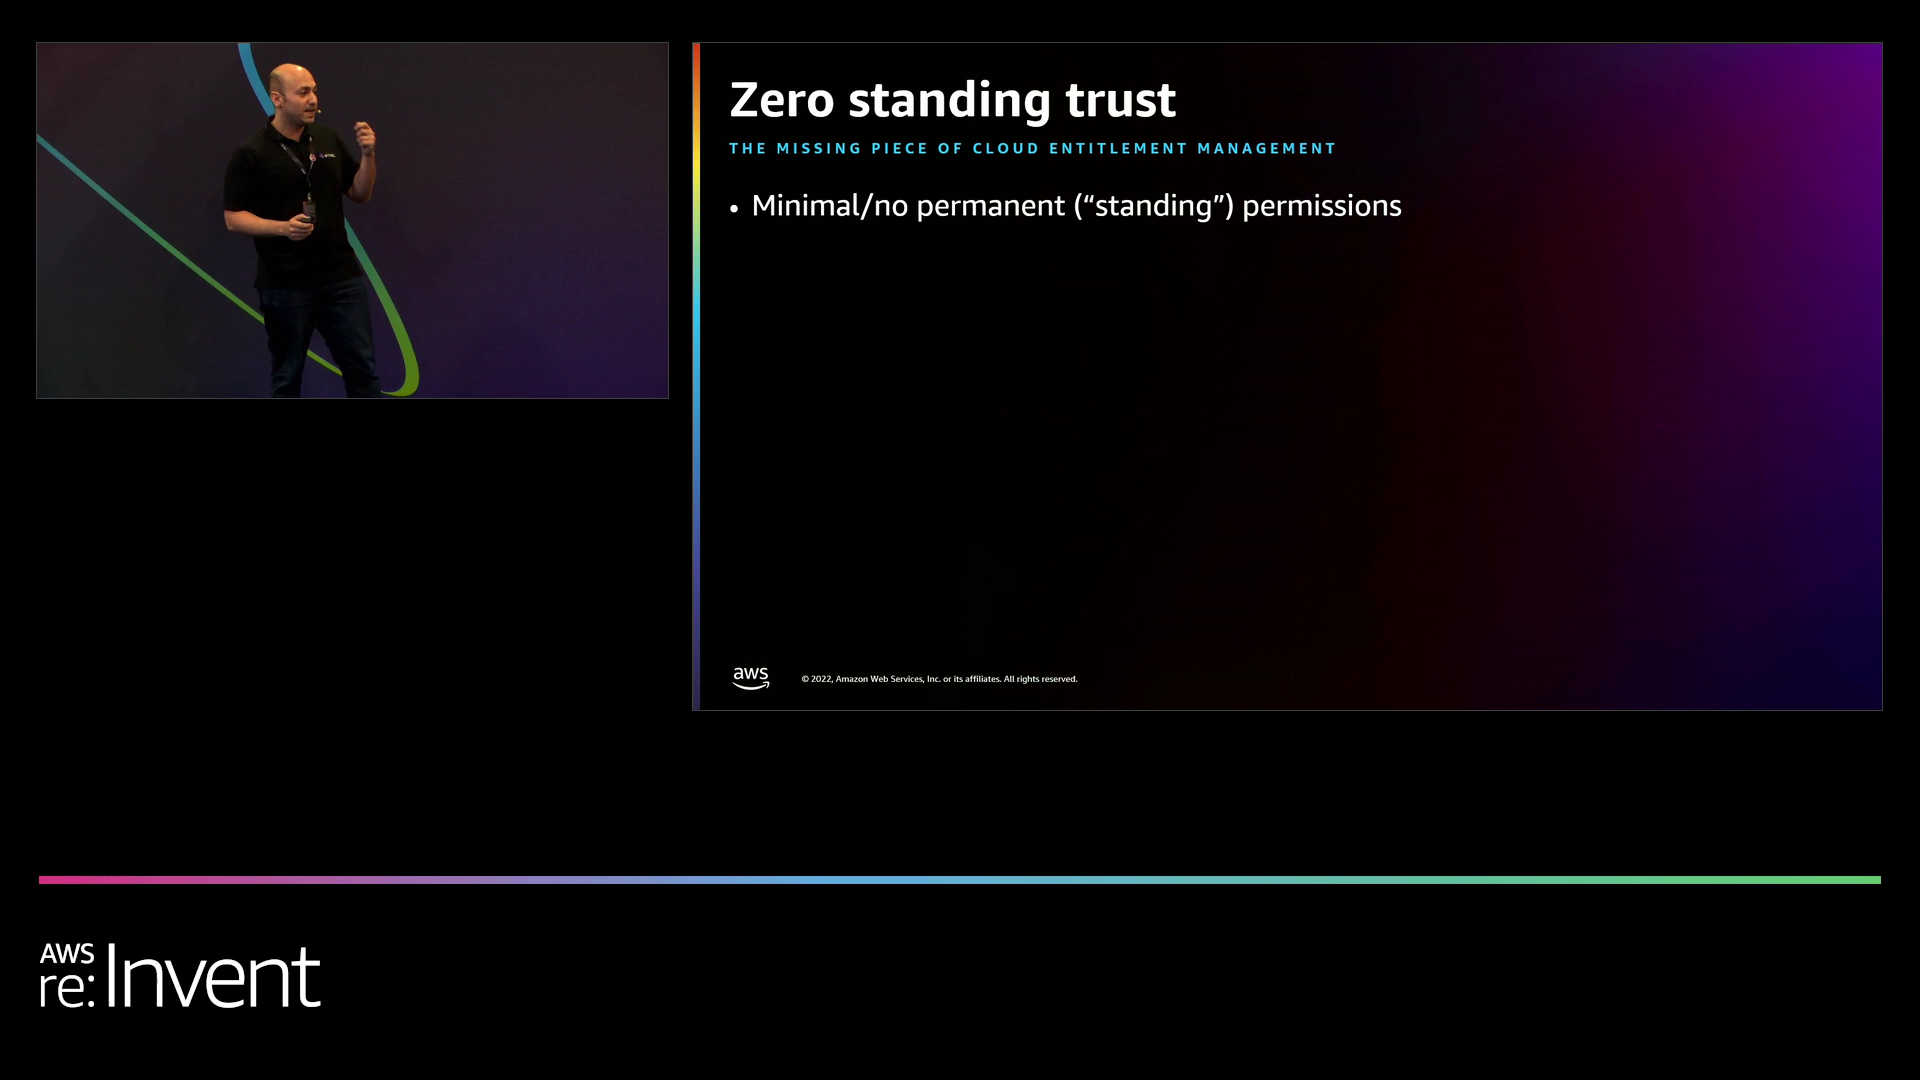 Zero standing trust
THE MISSING PIECE OF CLOUD ENTITLEMENT MANAGEMENT
• Minimal/no permanent (“standing”) permissions
aws
© 2022, Amazon Web Services, Inc. or its affiliates. All rights reserved.
AWS
re:Invent